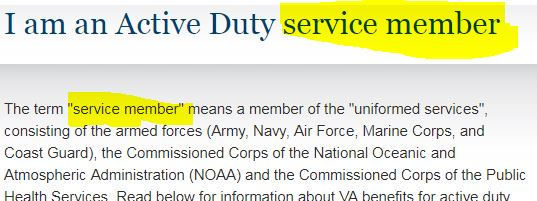 I am an Active Duty service member
The term "service member" means a member of the "uniformed services",
consisting of the armed forces (Army, Navy, Air Force, Marine Corps, and
Coast Guard), the Commissioned Corps of the National Oceanic and
Atmospheric Administration (NOAA) and the Commissioned Corps of the Public
Health Services. Read below for information about VA benefits for active duty